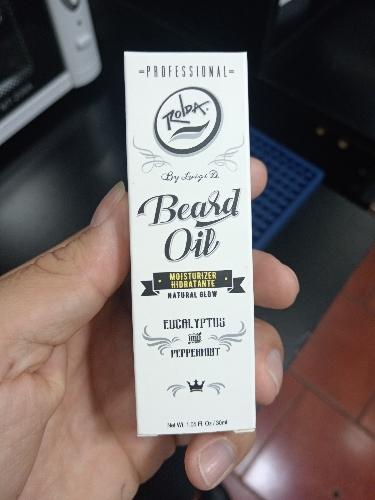 -PROFESSIONAL-
ROLDA.
By Luigi D.
Beard
Oil
MOISTURIZER
HIDRATANTE
NATURAL GLOW
EUCALYPTUS
and
PEPPERMINT
Net Wt. 1.05 Fl. Oz / 30ml